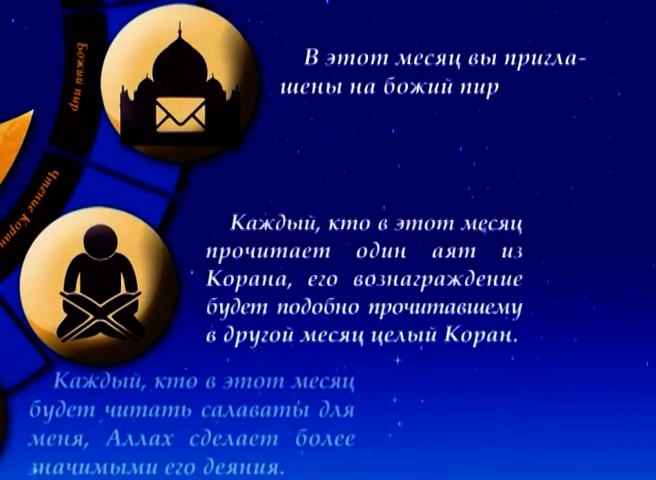 Божий пир
В этот месяц вы пригла-
шены на божий пир
Чтение Коран
Каждый, кто в этот месяц
прочитает один аят из
Корана, его вознаграждение
будет подобно прочитавшему
в другой месяц целый Коран.
Каждый, кто в этот месяц
будет читать салаваты для
меня, Аллах сделает более
значимыми его деяния.